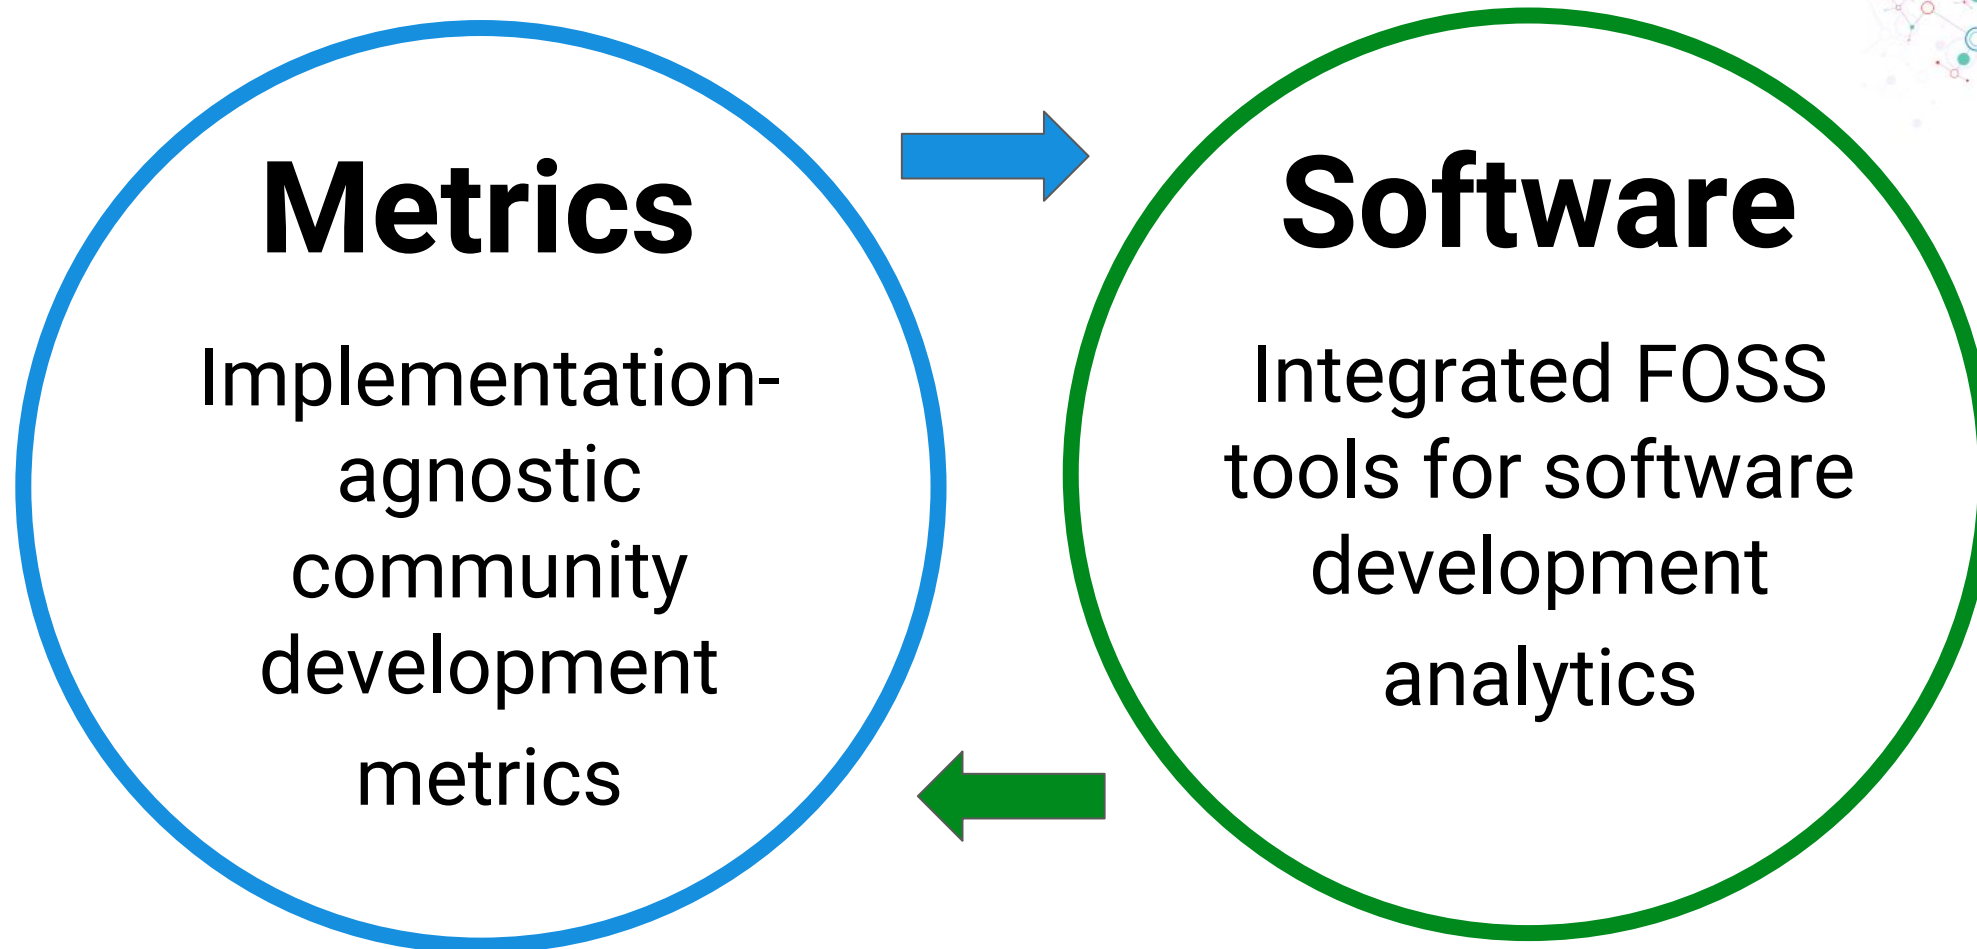 Metrics
Implementation-
agnostic
community
development
metrics
Software
Integrated FOSS
tools for software
development
analytics